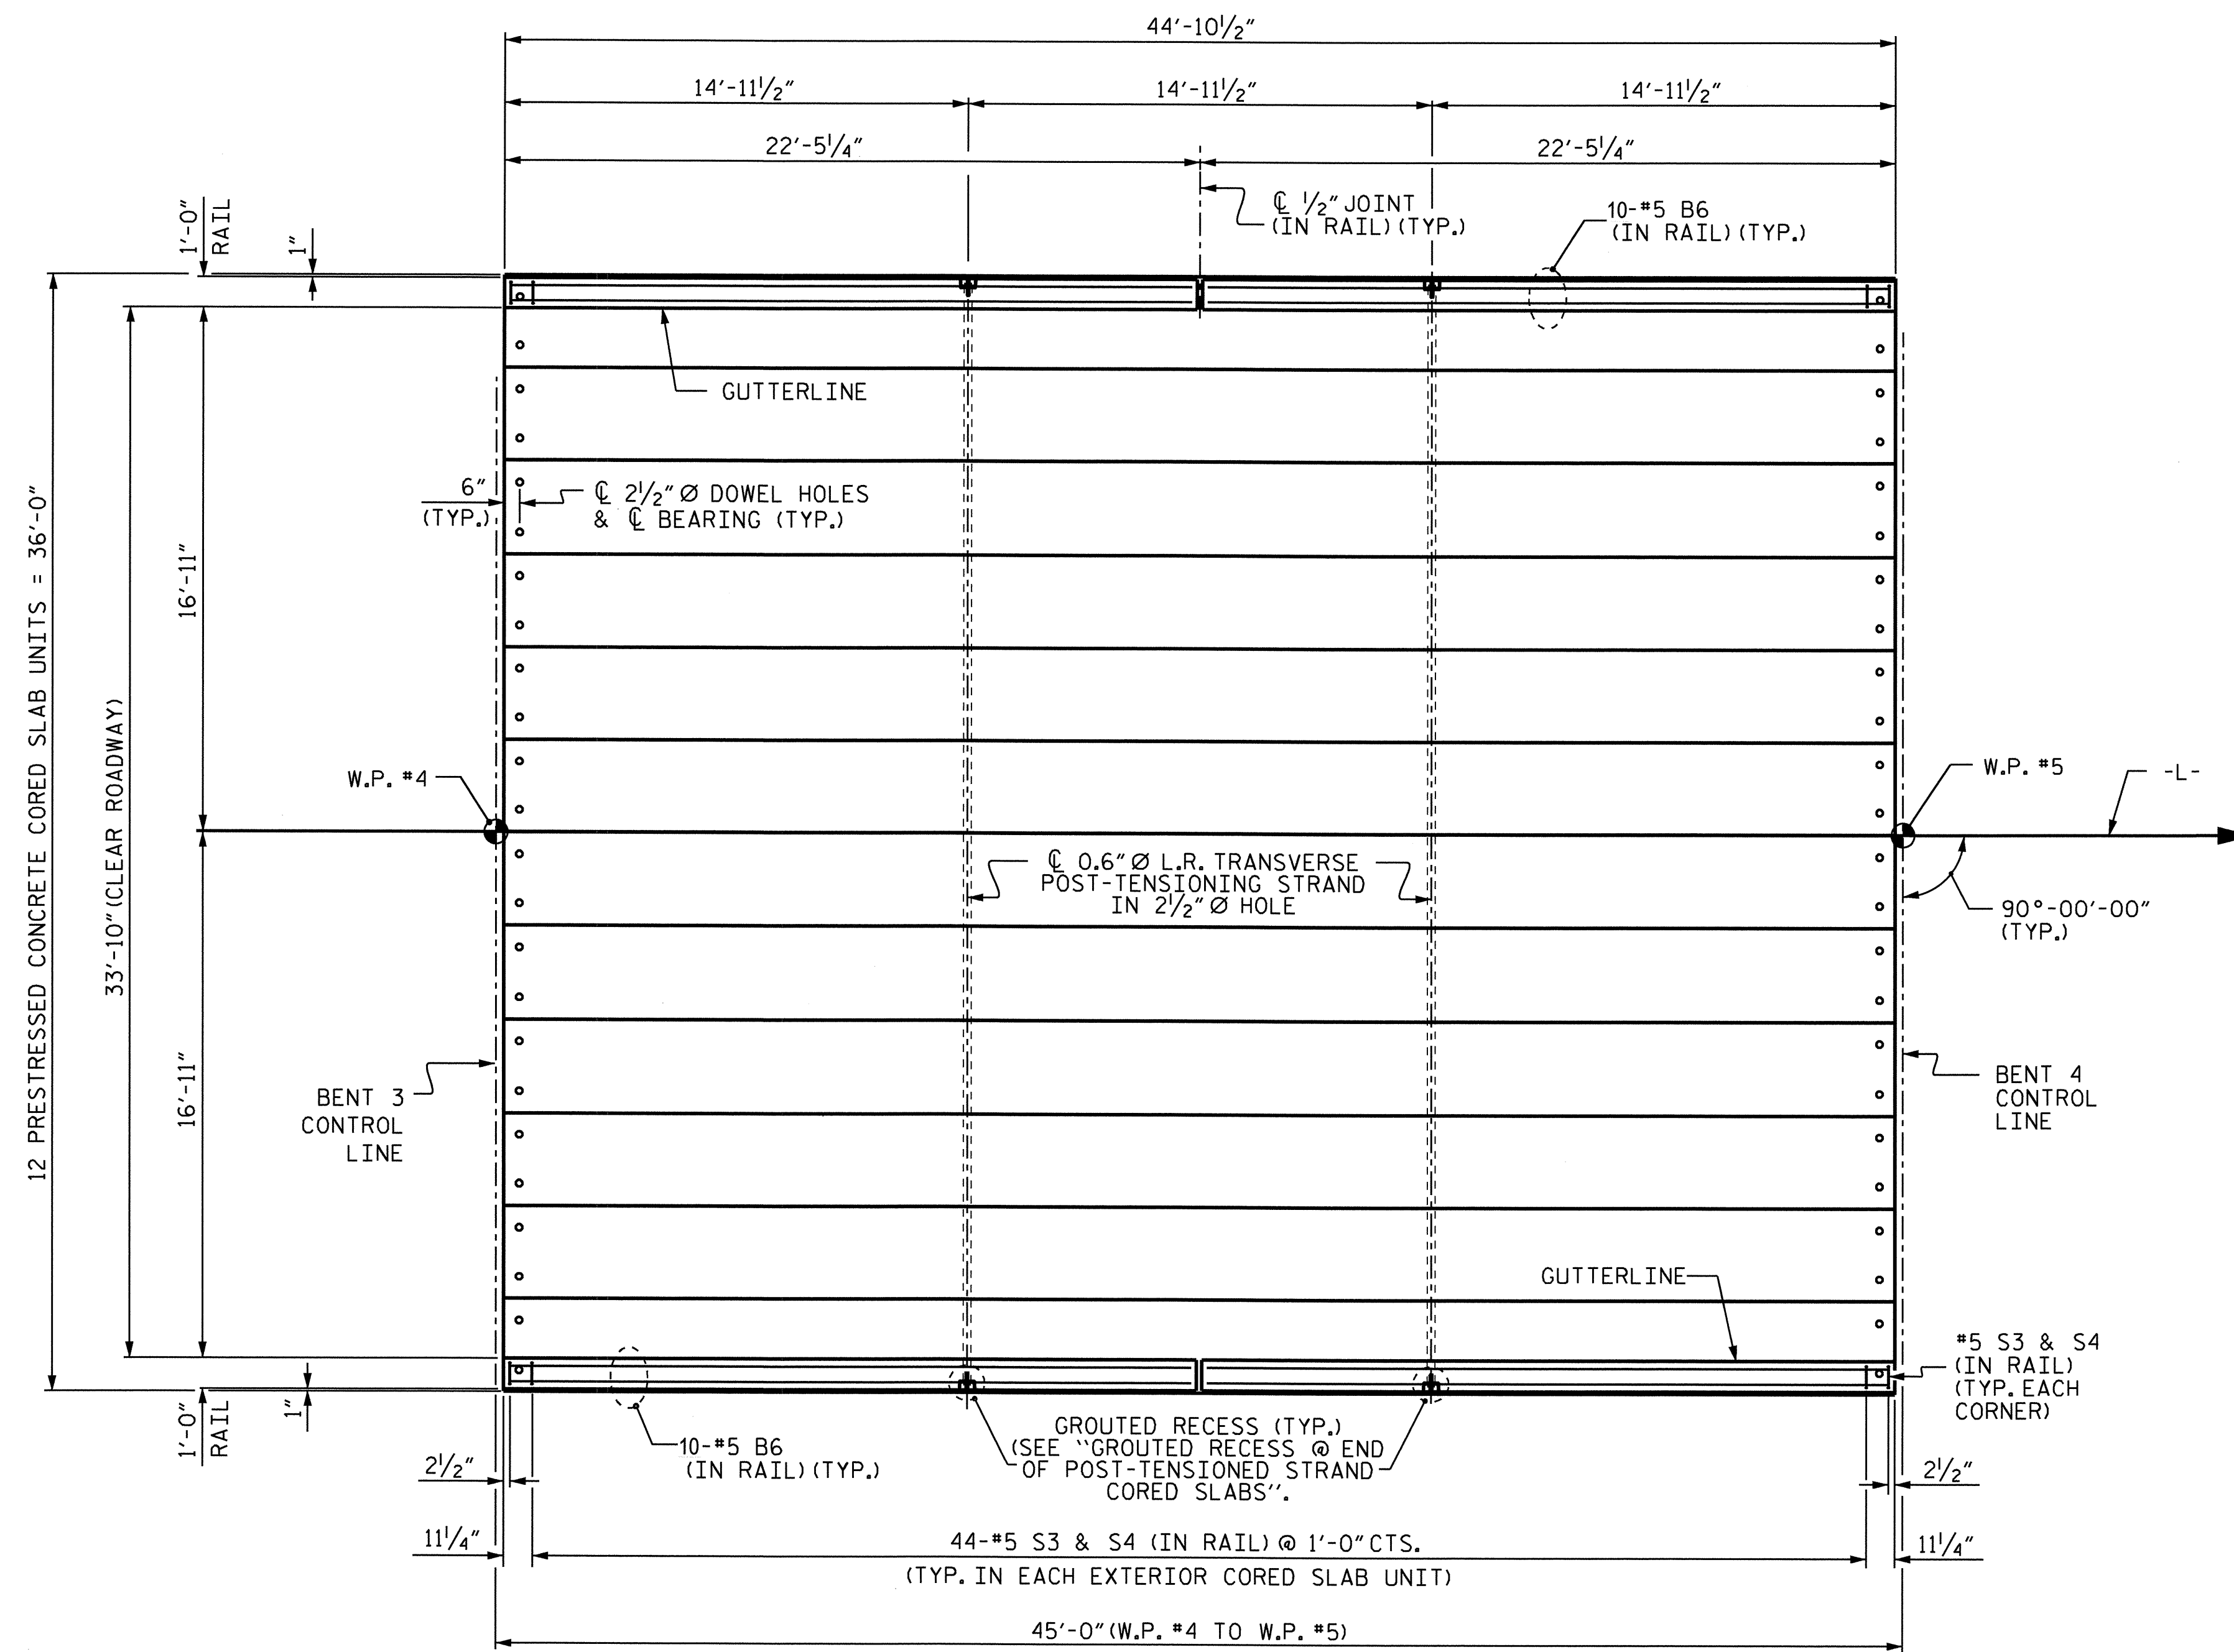 44'-10½"
14'-11½"
14'-11½"
14'-11½"
22'-5¼"
22'-5¼"
1'-0"
RAIL
1"
℄ ½" JOINT
(IN RAIL) (TYP.)
10-#5 B6
(IN RAIL) (TYP.)
GUTTERLINE
6"
(TYP.)
℄ 2½" Ø DOWEL HOLES
& ℄ BEARING (TYP.)
12 PRESTRESSED CONCRETE CORED SLAB UNITS = 36'-0"
33'-10" (CLEAR ROADWAY)
16'-11"
16'-11"
W.P. #4
W.P. #5
-L-
℄ 0.6" Ø L.R. TRANSVERSE
POST-TENSIONING STRAND
IN 2½" Ø HOLE
90°-00'-00"
(TYP.)
BENT 3
CONTROL
LINE
BENT 4
CONTROL
LINE
GUTTERLINE
#5 S3 & S4
(IN RAIL)
(TYP. EACH
CORNER)
1'-0"
RAIL
1"
10-#5 B6
(IN RAIL) (TYP.)
GROUTED RECESS (TYP.)
(SEE "GROUTED RECESS @ END
OF POST-TENSIONED STRAND
CORED SLABS".
2½"
2½"
11¼"
44-#5 S3 & S4 (IN RAIL) @ 1'-0" CTS.
11¼"
(TYP. IN EACH EXTERIOR CORED SLAB UNIT)
45'-0" (W.P. #4 TO W.P. #5)